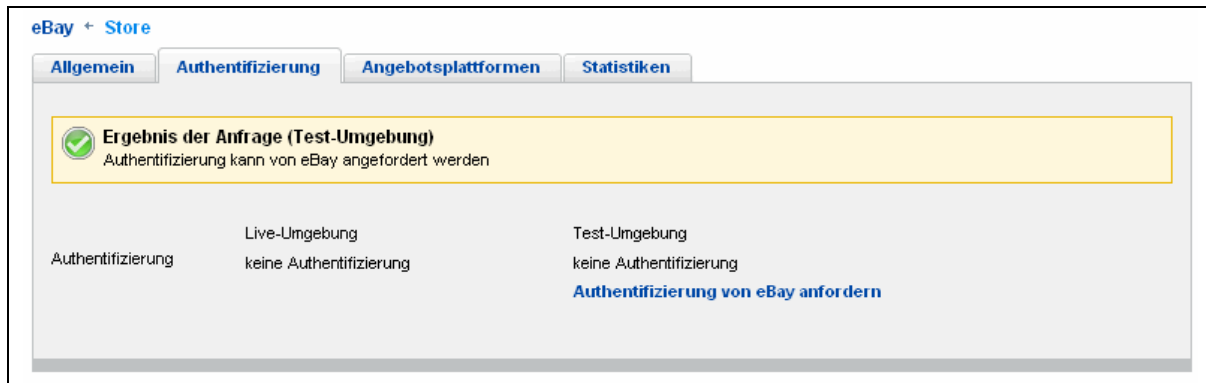 eBay ← Store
Allgemein Authentifizierung Angebotsplattformen Statistiken
Ergebnis der Anfrage (Test-Umgebung)
Authentifizierung kann von eBay angefordert werden
Live-Umgebung Test-Umgebung
Authentifizierung keine Authentifizierung keine Authentifizierung
Authentifizierung von eBay anfordern